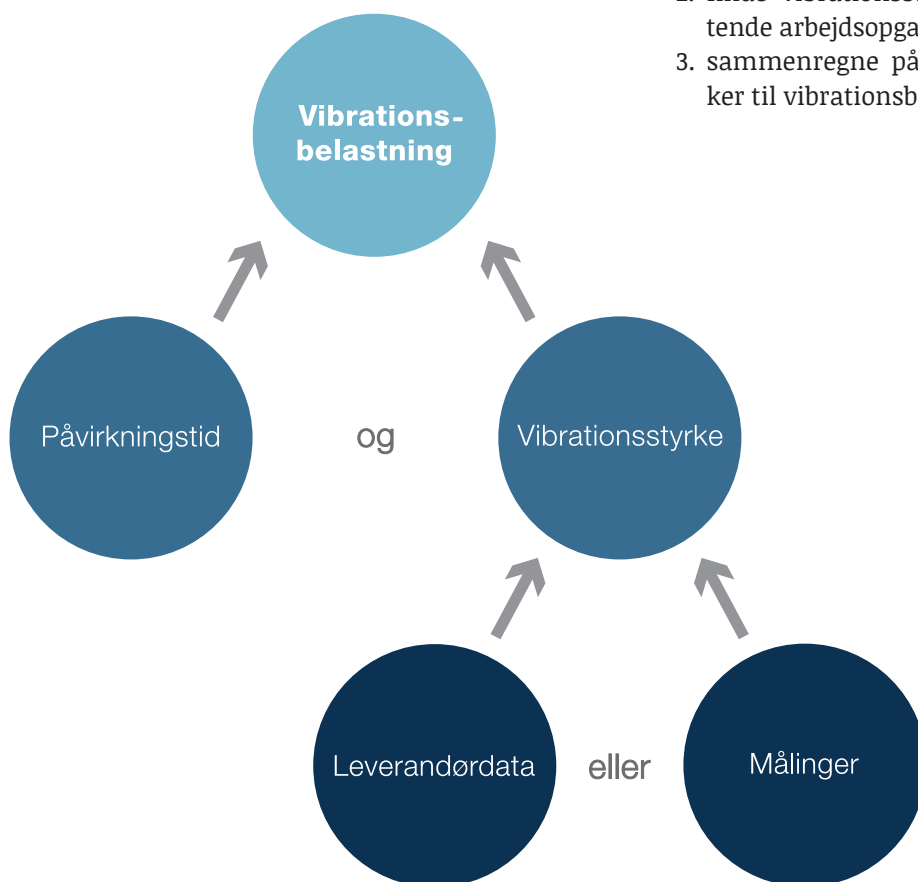 tende arbejdsopga
3. sammenregne på
ker til vibrationsb
Vibrations-
belastning
Påvirkningstid
og
Vibrationsstyrke
Leverandørdata
eller
Målinger